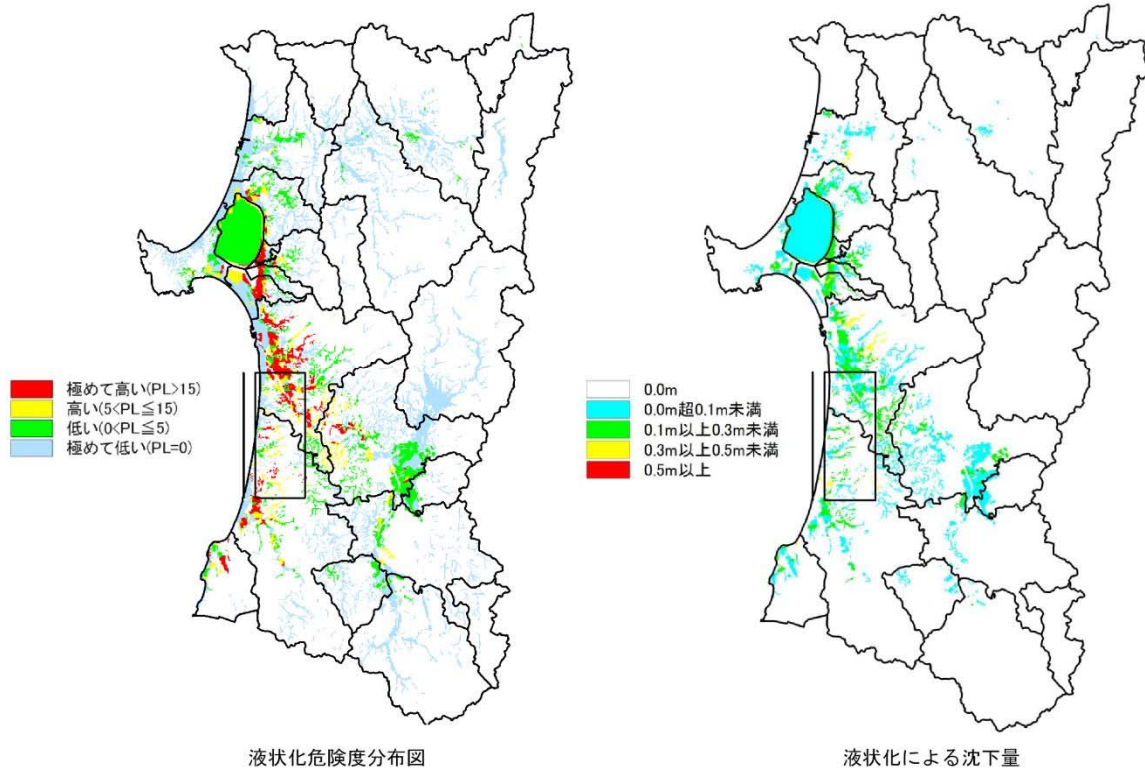 極めて高い(PL>15)
高い(5<PL≦15)
低い(0<PL≦5)
極めて低い(PL=0)
液状化危険度分布図
0.0m
0.0m超0.1m未満
0.1m以上0.3m未満
0.3m以上0.5m未満
0.5m以上
液状化による沈下量